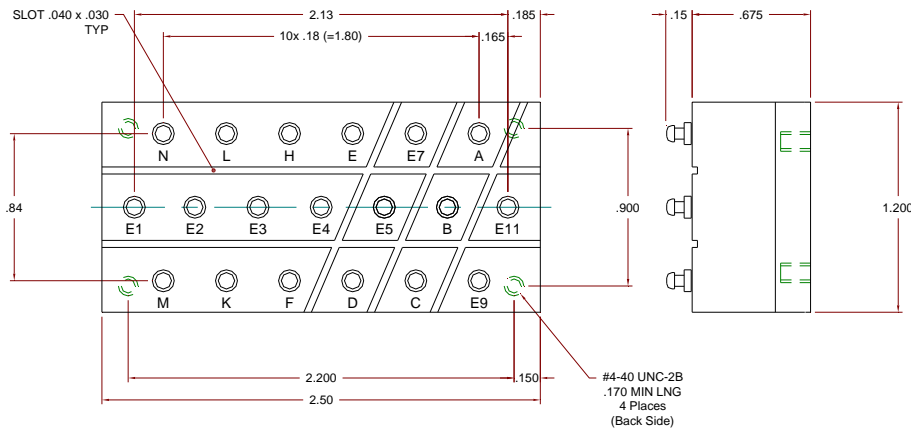 SLOT .040 x .030
TYP
2.13
.185
.15
.675
10x .18 (=1.80)
.165
N L H E E7 A
.84
.900
1.200
E1 E2 E3 E4 E5 B E11
M K F D C E9
2.200
.150
2.50
#4-40 UNC-2B
.170 MIN LNG
4 Places
(Back Side)